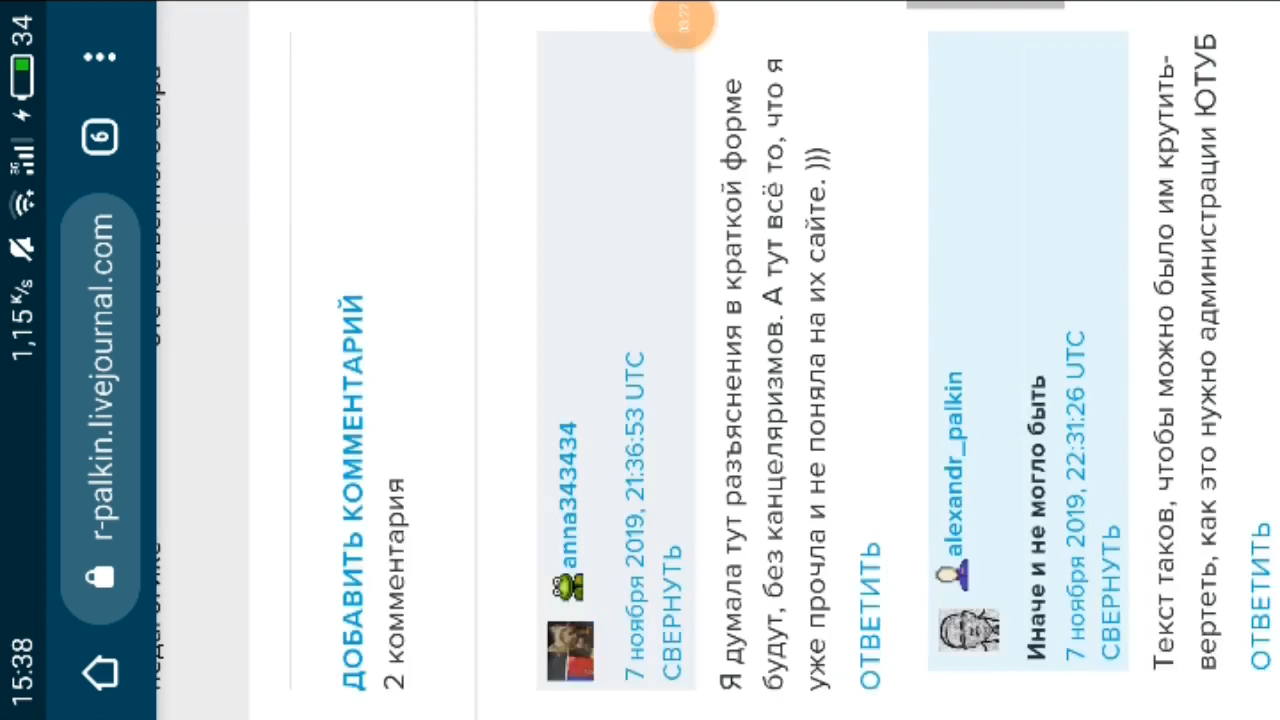 15:38
1,15 K/s
3G
34
r-palkin.livejournal.com
6
03:27
ДОБАВИТЬ КОММЕНТАРИЙ
2 комментария
anna343434
7 ноября 2019, 21:36:53 UTC
СВЕРНУТЬ
Я думала тут разъяснения в краткой форме
будут, без канцеляризмов. А тут всё то, что я
уже прочла и не поняла на их сайте. )))
ОТВЕТИТЬ
alexandr_palkin
Иначе и не могло быть
7 ноября 2019, 22:31:26 UTC
СВЕРНУТЬ
Текст таков, чтобы можно было им крутить-
вертеть, как это нужно администрации ЮТУБ
ОТВЕТИТЬ